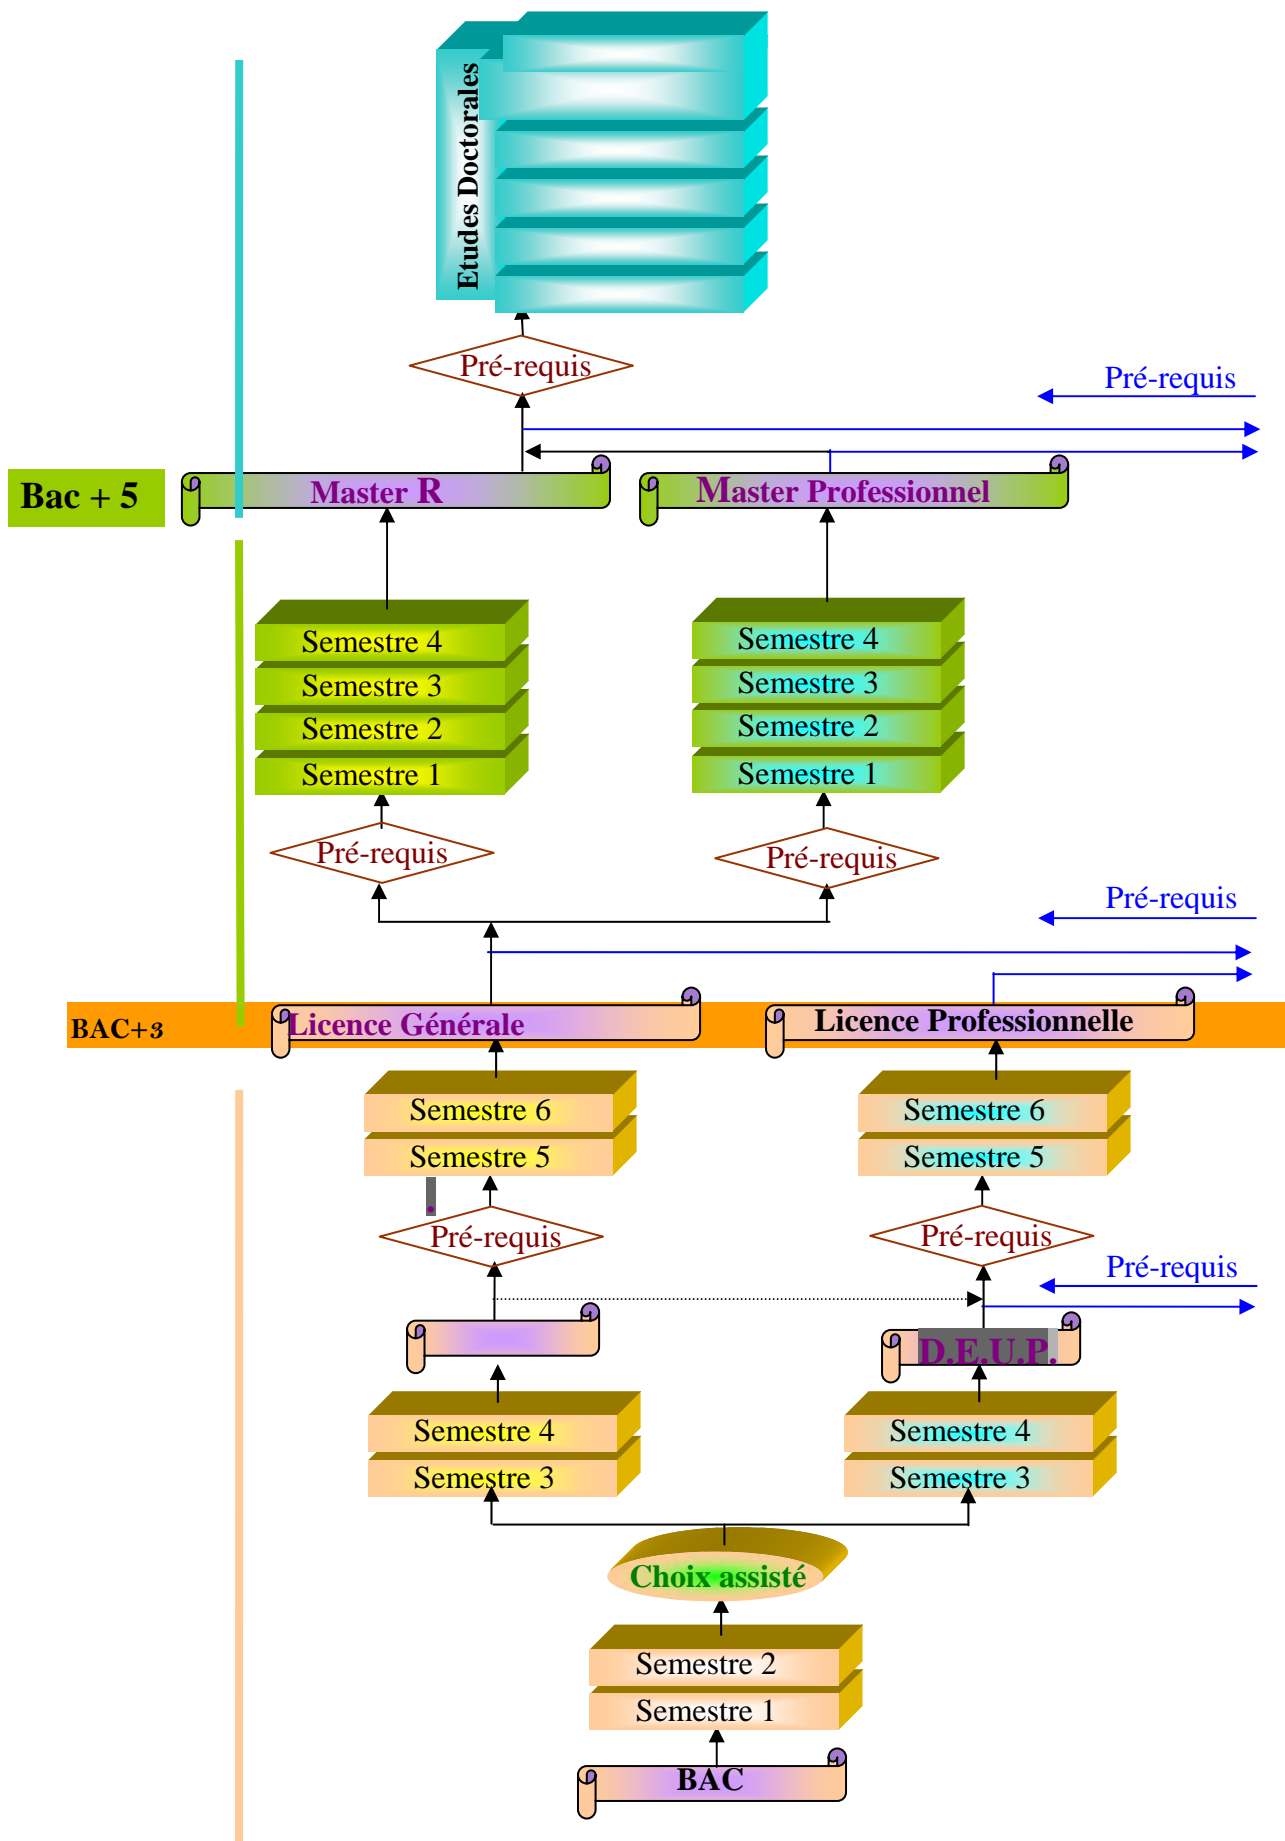 Etudes Doctorales
Pré-requis
Pré-requis
Bac + 5
Master R
Master Professionnel
Semestre 4
Semestre 3
Semestre 2
Semestre 1
Semestre 4
Semestre 3
Semestre 2
Semestre 1
Pré-requis
Pré-requis
Pré-requis
BAC+3
Licence Générale
Licence Professionnelle
Semestre 6
Semestre 5
Semestre 6
Semestre 5
.
Pré-requis
Pré-requis
Pré-requis
D.E.U.P.
Semestre 4
Semestre 3
Semestre 4
Semestre 3
Choix assisté
Semestre 2
Semestre 1
BAC